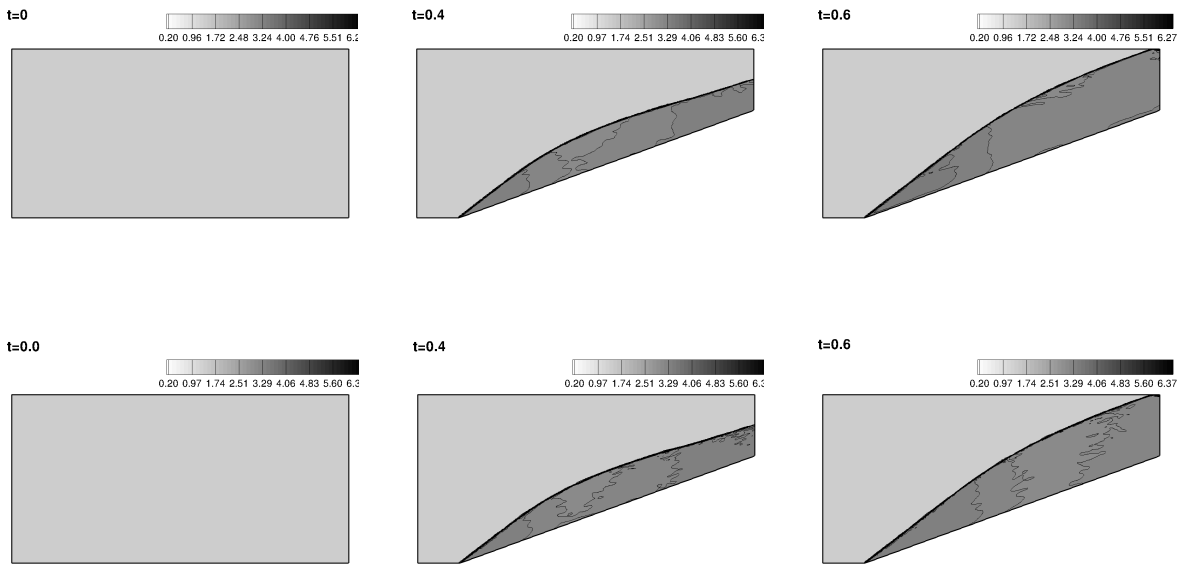 t=0
0.20 0.96 1.72 2.48 3.24 4.00 4.76 5.51 6.2
t=0.4
0.20 0.97 1.74 2.51 3.29 4.06 4.83 5.60 6.3
t=0.6
0.20 0.96 1.72 2.48 3.24 4.00 4.76 5.51 6.27
t=0.0
0.20 0.97 1.74 2.51 3.29 4.06 4.83 5.60 6.3
t=0.4
0.20 0.97 1.74 2.51 3.29 4.06 4.83 5.60 6.3
t=0.6
0.20 0.97 1.74 2.51 3.29 4.06 4.83 5.60 6.37